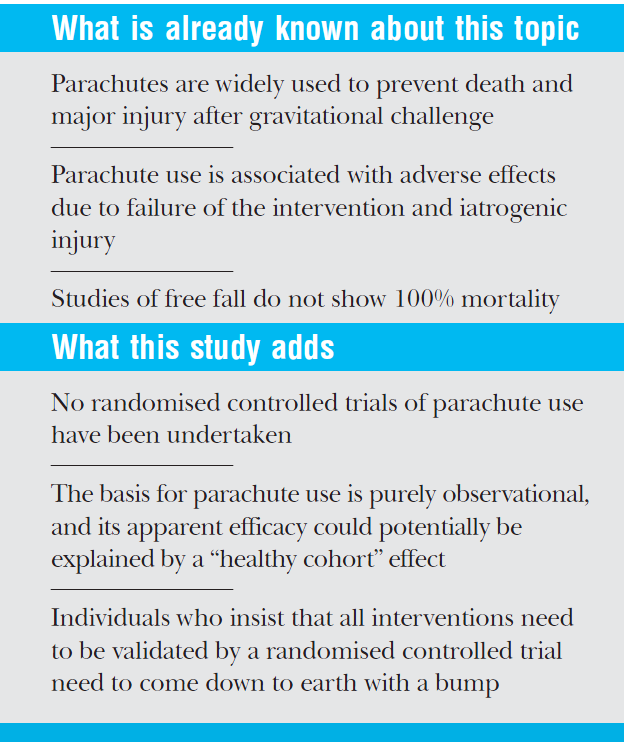 What is already known about this topic
Parachutes are widely used to prevent death and
major injury after gravitational challenge
Parachute use is associated with adverse effects
due to failure of the intervention and iatrogenic
injury
Studies of free fall do not show 100% mortality
What this study adds
No randomised controlled trials of parachute use
have been undertaken
The basis for parachute use is purely observational,
and its apparent efficacy could potentially be
explained by a “healthy cohort” effect
Individuals who insist that all interventions need
to be validated by a randomised controlled trial
need to come down to earth with a bump